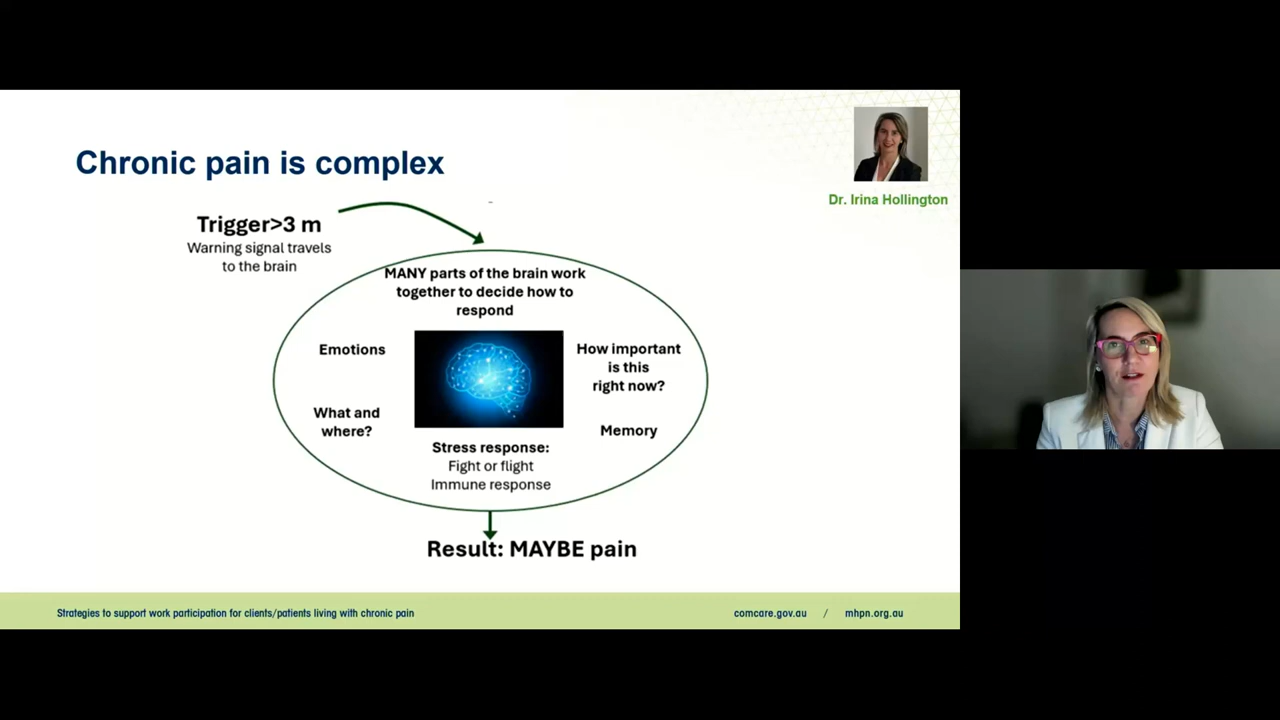 Chronic pain is complex
Dr. Irina Hollington
Trigger>3 m
Warning signal travels
to the brain
MANY parts of the brain work
together to decide how to
respond
Emotions
How important
is this
right now?
What and
where?
Memory
Stress response:
Fight or flight
Immune response
Result: MAYBE pain
Strategies to support work participation for clients/patients living with chronic pain
comcare.gov.au / mhpn.org.au